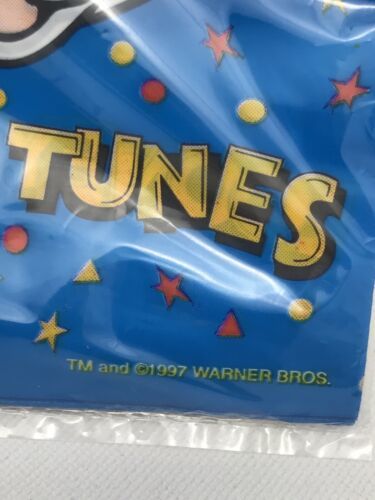 TUNES
TM and ©1997 WARNER BROS.